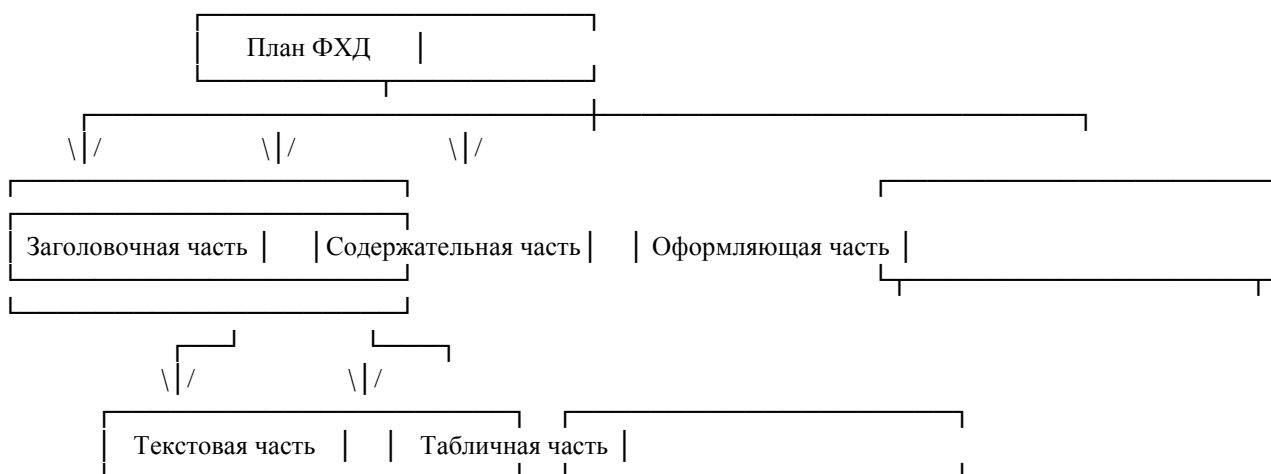 План ФХД
Заголовочная часть Содержательная часть Оформляющая часть
Текстовая часть Табличная часть